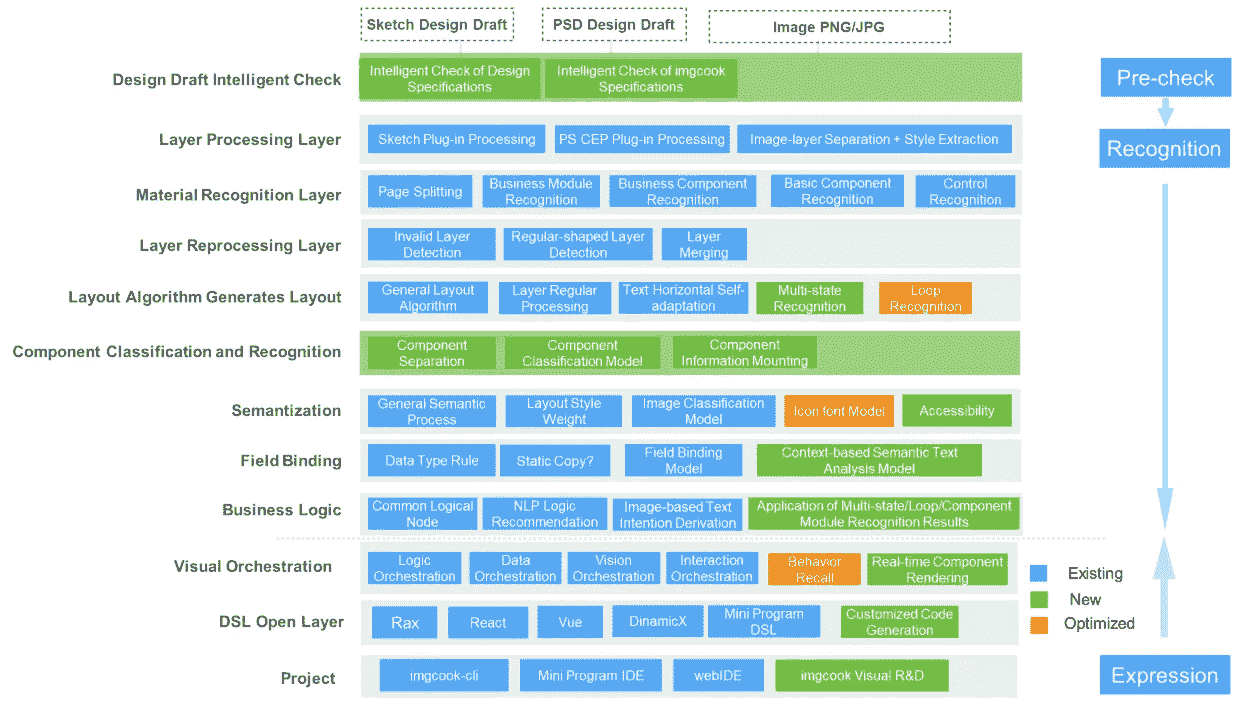 Sketch Design Draft
PSD Design Draft
Image PNG/JPG
Design Draft Intelligent Check
Intelligent Check of Design
Specifications
Intelligent Check of imgcook
Specifications
Pre-check
Layer Processing Layer
Sketch Plug-in Processing
PS CEP Plug-in Processing
Image-layer Separation + Style Extraction
Recognition
Material Recognition Layer
Page Splitting
Business Module
Recognition
Business Component
Recognition
Basic Component
Recognition
Control
Recognition
Layer Reprocessing Layer
Invalid Layer
Detection
Regular-shaped Layer
Detection
Layer
Merging
Layout Algorithm Generates Layout
General Layout
Algorithm
Layer Regular
Processing
Text Horizontal Self-
adaptation
Multi-state
Recognition
Loop
Recognition
Component Classification and Recognition
Component
Separation
Component
Classification Model
Component
Information Mounting
Semantization
General Semantic
Process
Layout Style
Weight
Image Classification
Model
Icon font Model
Accessibility
Field Binding
Data Type Rule
Static Copy?
Field Binding
Model
Context-based Semantic Text
Analysis Model
Business Logic
Common Logical
Node
NLP Logic
Recommendation
Image-based Text
Intention Derivation
Application of Multi-state/Loop/Component
Module Recognition Results
Visual Orchestration
Logic
Orchestration
Data
Orchestration
Vision
Orchestration
Interaction
Orchestration
Behavior
Recall
Real-time Component
Rendering
Existing
New
Optimized
DSL Open Layer
Rax
React
Vue
DinamicX
Mini Program
DSL
Customized Code
Generation
Project
imgcook-cli
Mini Program IDE
webIDE
imgcook Visual R&D
Expression